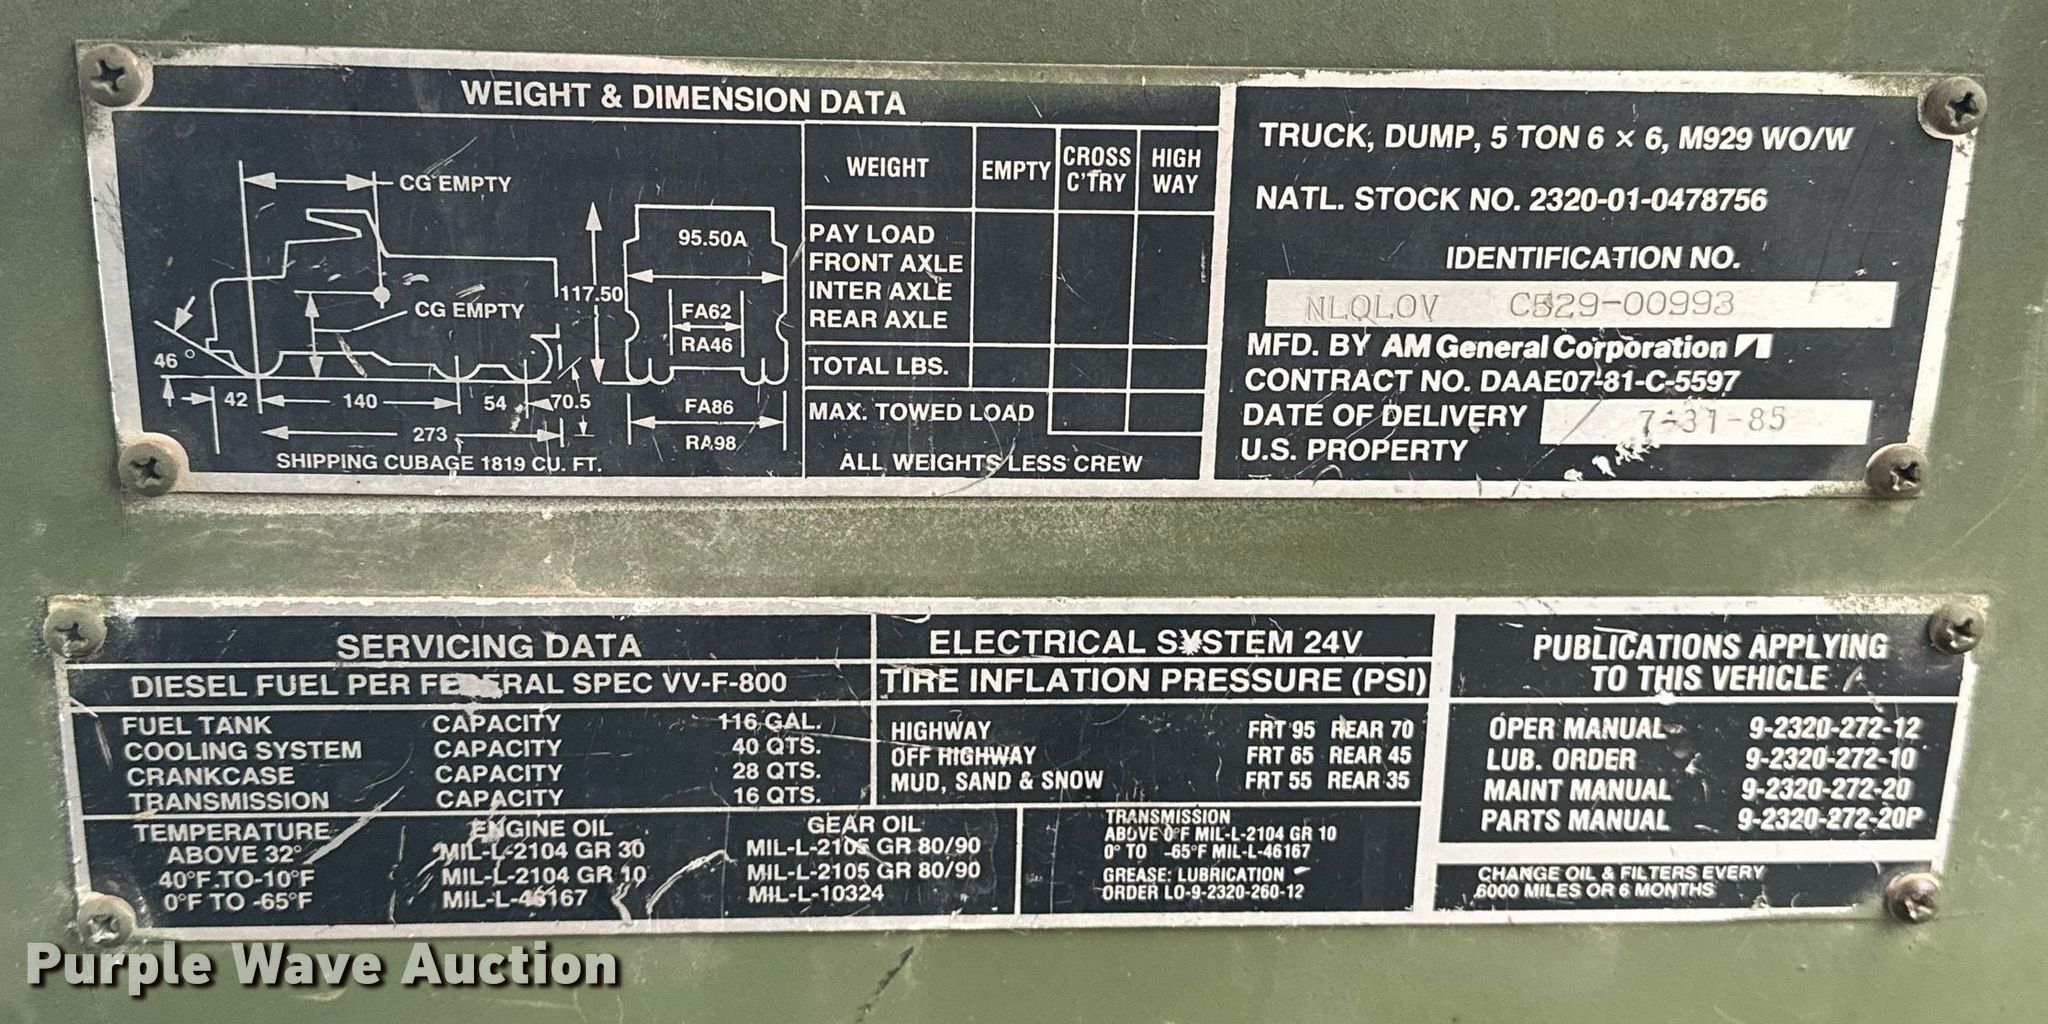 WEIGHT & DIMENSION DATA
CG EMPTY
CG EMPTY
46°
42
140
54
70.5
273
117.50
95.50A
FA62
RA46
FA86
RA98
SHIPPING CUBAGE 1819 CU. FT.
WEIGHT EMPTY CROSS C'TRY HIGH WAY
PAY LOAD
FRONT AXLE
INTER AXLE
REAR AXLE
TOTAL LBS.
MAX. TOWED LOAD
ALL WEIGHTS LESS CREW
TRUCK, DUMP, 5 TON 6 × 6, M929 WO/W
NATL. STOCK NO. 2320-01-0478756
IDENTIFICATION NO.
NLQLOV C529-00993
MFD. BY AM General Corporation
CONTRACT NO. DAAE07-81-C-5597
DATE OF DELIVERY 7-31-85
U.S. PROPERTY
SERVICING DATA
DIESEL FUEL PER FEDERAL SPEC VV-F-800
FUEL TANK CAPACITY 116 GAL.
COOLING SYSTEM CAPACITY 40 QTS.
CRANKCASE CAPACITY 28 QTS.
TRANSMISSION CAPACITY 16 QTS.
TEMPERATURE ENGINE OIL GEAR OIL
ABOVE 32° MIL-L-2104 GR 30 MIL-L-2105 GR 80/90
40°F TO-10°F MIL-L-2104 GR 10 MIL-L-2105 GR 80/90
0°F TO -65°F MIL-L-46167 MIL-L-10324
ELECTRICAL SYSTEM 24V
TIRE INFLATION PRESSURE (PSI)
HIGHWAY FRT 95 REAR 70
OFF HIGHWAY FRT 65 REAR 45
MUD, SAND & SNOW FRT 55 REAR 35
TRANSMISSION
ABOVE 0°F MIL-L-2104 GR 10
0° TO -65°F MIL-L-46167
GREASE: LUBRICATION
ORDER LO-9-2320-260-12
PUBLICATIONS APPLYING
TO THIS VEHICLE
OPER MANUAL 9-2320-272-12
LUB. ORDER 9-2320-272-10
MAINT MANUAL 9-2320-272-20
PARTS MANUAL 9-2320-272-20P
CHANGE OIL & FILTERS EVERY
6000 MILES OR 6 MONTHS
Purple Wave Auction